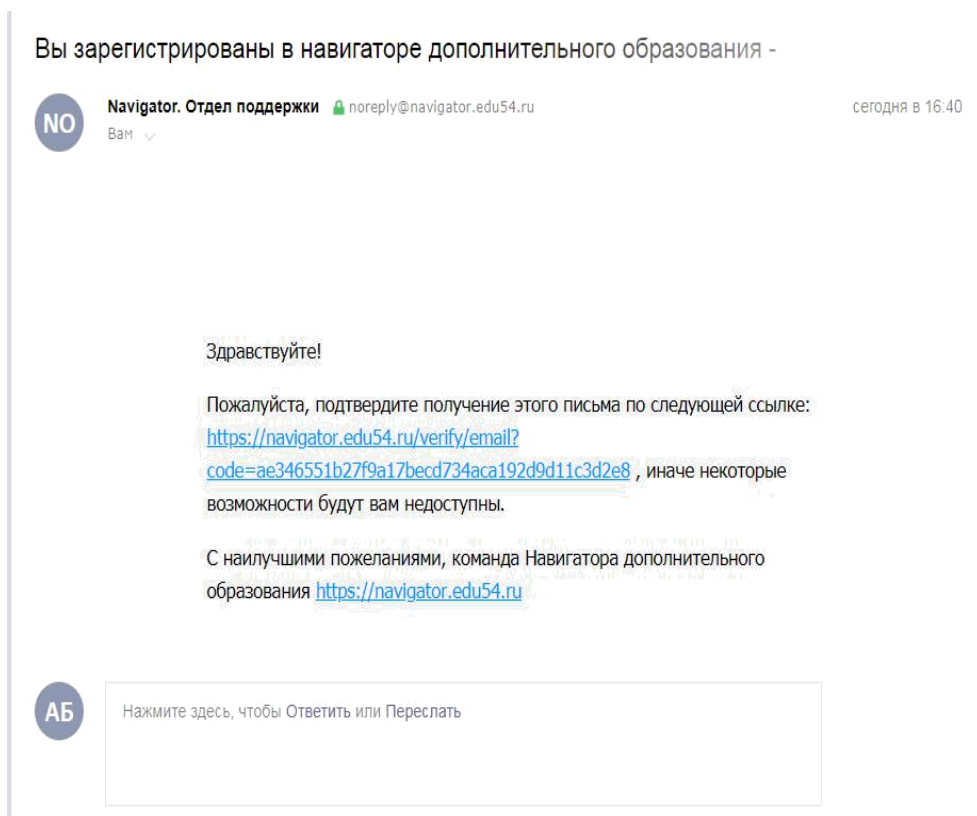 Вы зарегистрированы в навигаторе дополнительного образования -
NO
Navigator. Отдел поддержки noreply@navigator.edu54.ru сегодня в 16:40
Вам
Здравствуйте!
Пожалуйста, подтвердите получение этого письма по следующей ссылке:
https://navigator.edu54.ru/verify/email?
code=ae346551b27f9a17becd734aca192d9d11c3d2e8 , иначе некоторые
возможности будут вам недоступны.
С наилучшими пожеланиями, команда Навигатора дополнительного
образования https://navigator.edu54.ru
АБ
Нажмите здесь, чтобы Ответить или Переслать